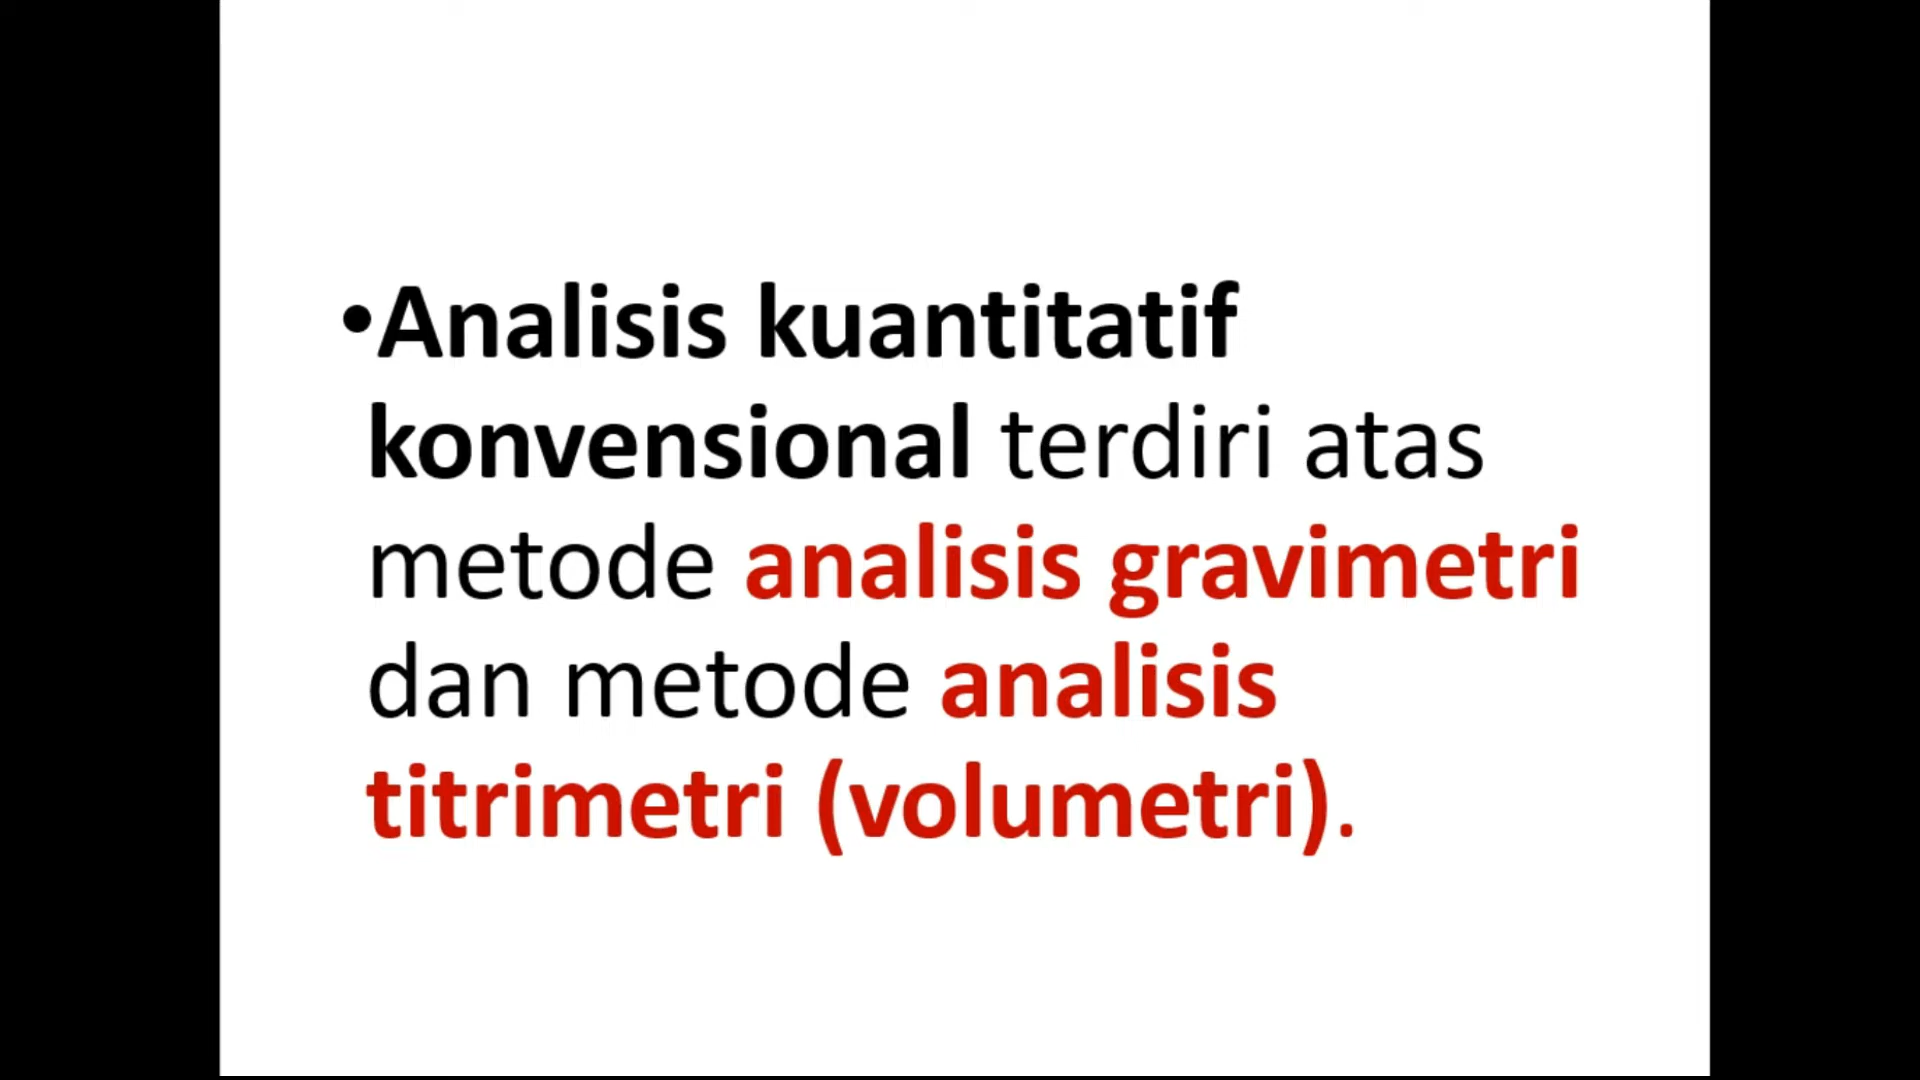 •Analisis kuantitatif
konvensional terdiri atas
metode analisis gravimetri
dan metode analisis
titrimetri (volumetri).